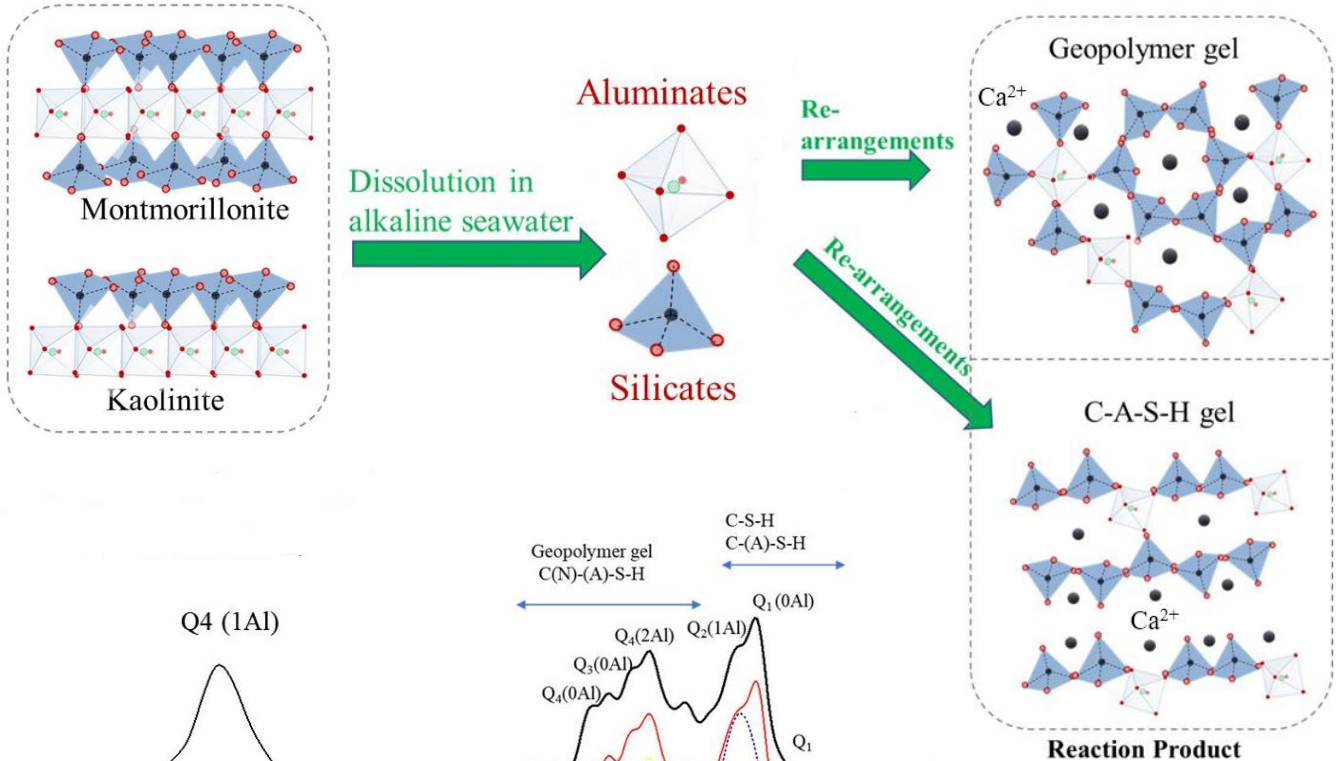 Montmorillonite
Kaolinite
Dissolution in
alkaline seawater
Aluminates
Silicates
Re-
arrangements
Re-arrangements
Geopolymer gel
Ca²⁺
C-A-S-H gel
Ca²⁺
Reaction Product
Q4 (1Al)
Geopolymer gel
C(N)-(A)-S-H
C-S-H
C-(A)-S-H
Q₁(0Al)
Q₂(1Al)
Q₄(2Al)
Q₃(0Al)
Q₄(0Al)
Q₁